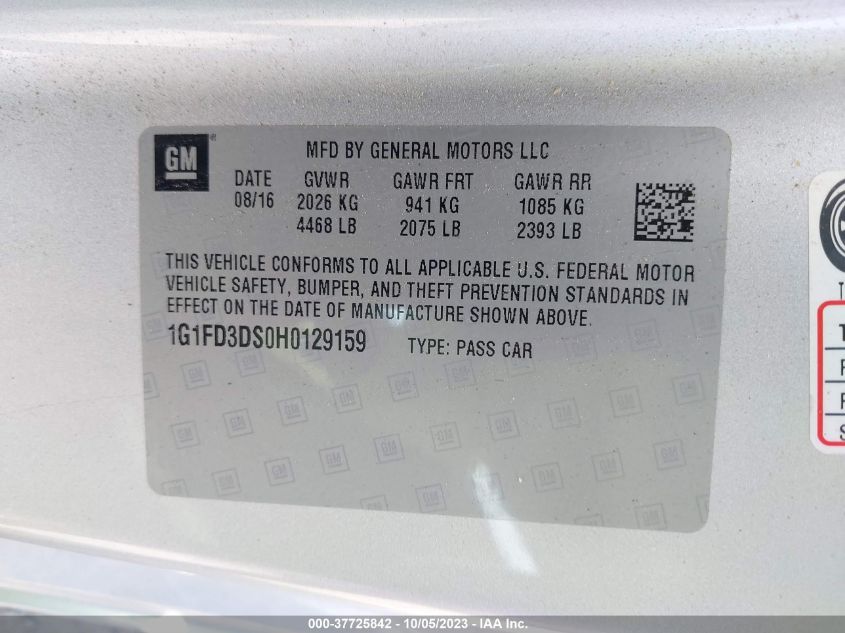 GM
MFD BY GENERAL MOTORS LLC
DATE GVWR GAWR FRT GAWR RR
08/16 2026 KG 941 KG 1085 KG
4468 LB 2075 LB 2393 LB
THIS VEHICLE CONFORMS TO ALL APPLICABLE U.S. FEDERAL MOTOR
VEHICLE SAFETY, BUMPER, AND THEFT PREVENTION STANDARDS IN
EFFECT ON THE DATE OF MANUFACTURE SHOWN ABOVE.
1G1FD3DS0H0129159 TYPE: PASS CAR
000-37725842 - 10/05/2023 - IAA Inc.